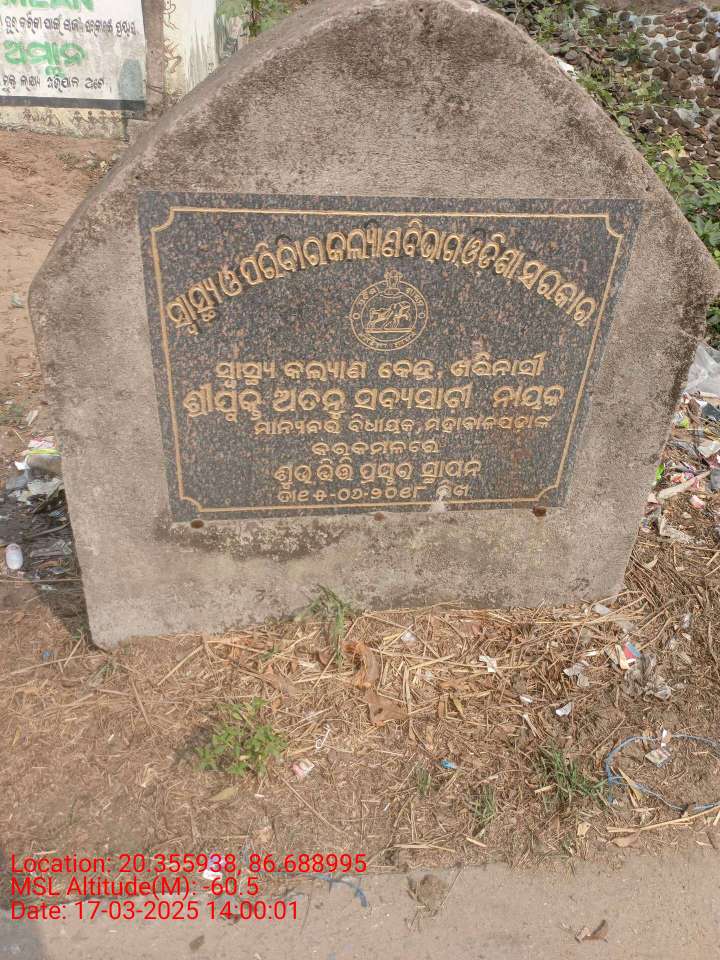 ଅମ୍ଳାନ
ସ୍ୱାସ୍ଥ୍ୟ ଓ ପରିବାର କଲ୍ୟାଣ ବିଭାଗ ଓଡିଶା ସରକାର
ସ୍ୱାସ୍ଥ୍ୟ କଲ୍ୟାଣ କେନ୍ଦ୍ର, ଖରିନାସୀ
ଶ୍ରୀଯୁକ୍ତ ଅତନୁ ସବ୍ୟସାଚୀ ନାୟକ
ମାନ୍ୟବର ବିଧାୟକ, ମହାକାଳପଡ଼ାଙ୍କ
କରକମଳରେ
ଶୁଭ ଭିତ୍ତି ପ୍ରସ୍ତର ସ୍ଥାପନ
Location: 20.355938, 86.688995
MSL Altitude(M): -60.5
Date: 17-03-2025 14:00:01